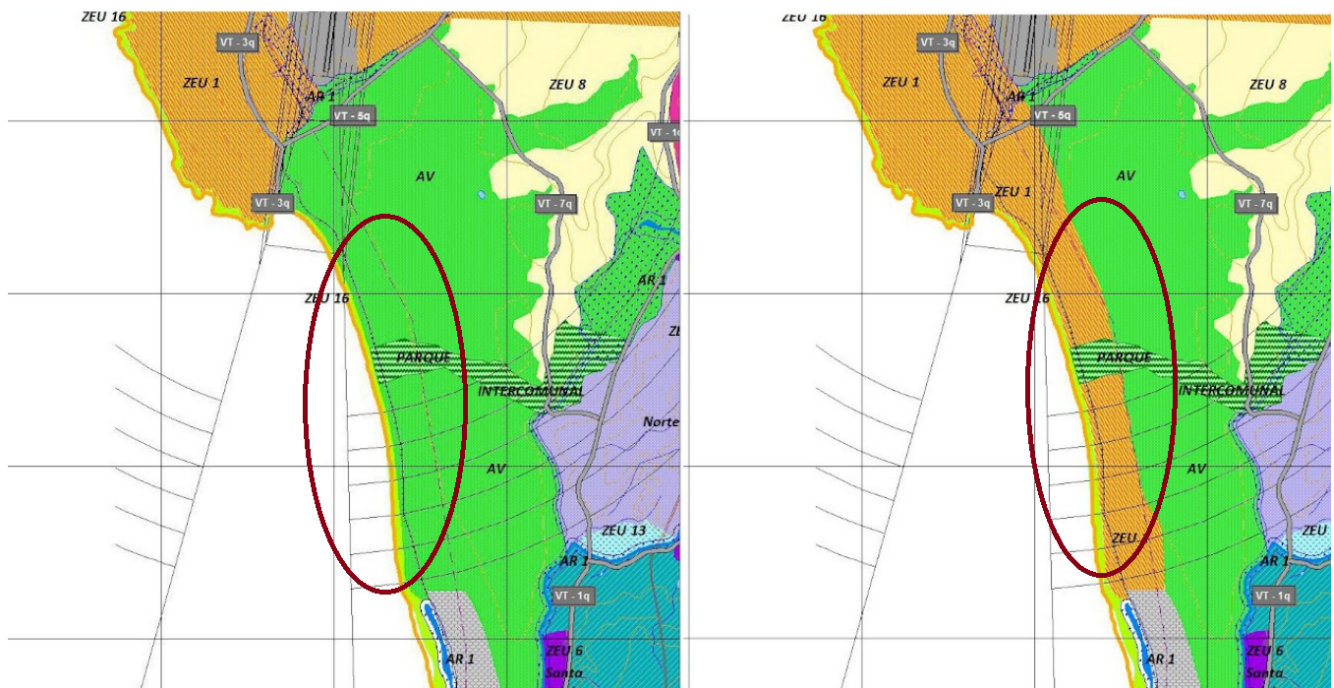 ZEU 16
VT - 3q
ZEU 1
AR 1
VT - 5q
ZEU 8
VT - 1q
AV
VT - 3q
VT - 7q
ZEU 16
AR 1
PARQUE
INTERCOMUNAL
Norte
AV
ZEU 13
AR 1
VT - 1q
AR 1
ZEU 6
Santa
ZEU 16
VT - 3q
ZEU 1
AR 1
VT - 5q
ZEU 8
AV
ZEU 1
VT - 3q
VT - 7q
ZEU 16
PARQUE
INTERCOMUNAL
AV
ZEU
ZEU
AR 1
VT - 1q
AR 1
ZEU 6
Santa